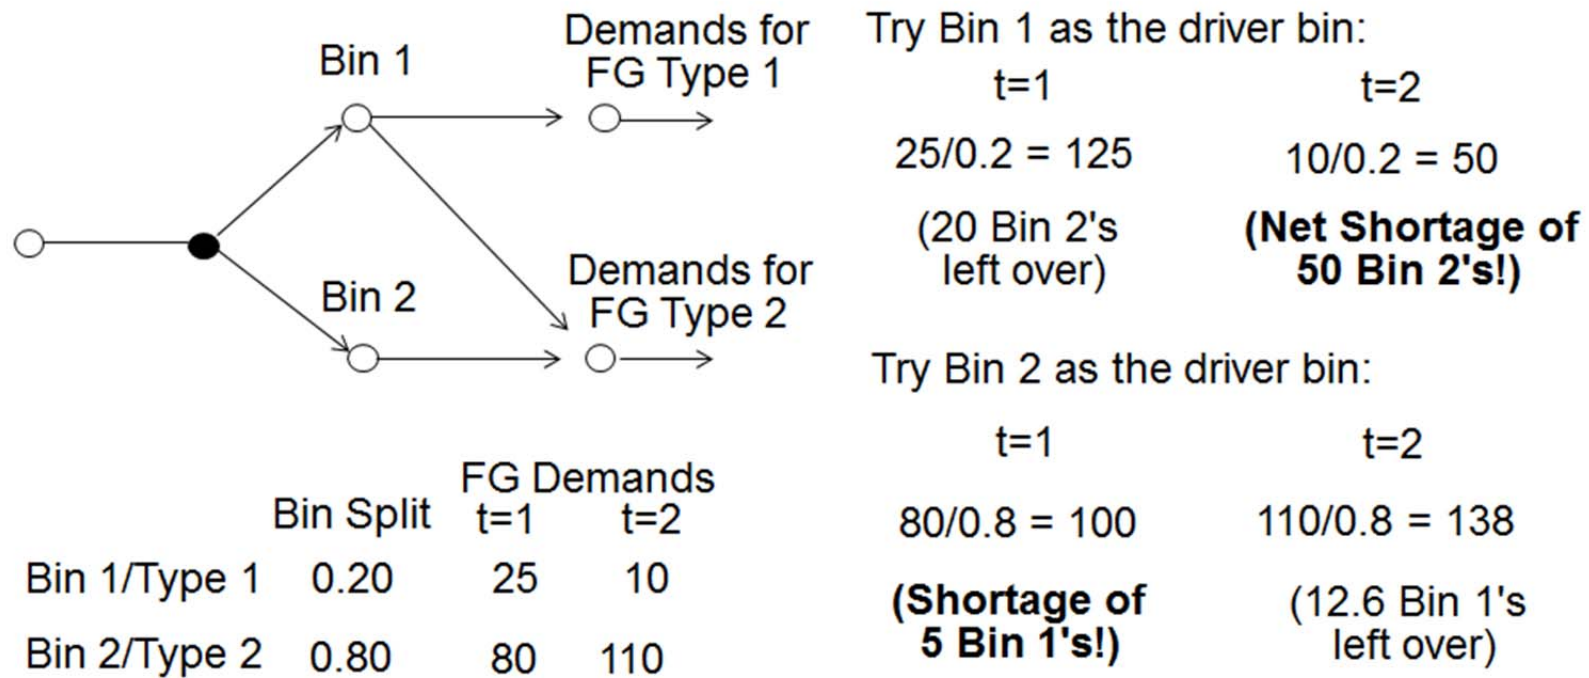 Bin 1
Demands for
FG Type 1
Bin 2
Demands for
FG Type 2
FG Demands
Bin Split t=1 t=2
Bin 1/Type 1 0.20 25 10
Bin 2/Type 2 0.80 80 110
Try Bin 1 as the driver bin:
t=1 t=2
25/0.2 = 125 10/0.2 = 50
(20 Bin 2's (Net Shortage of
left over) 50 Bin 2's!)
Try Bin 2 as the driver bin:
t=1 t=2
80/0.8 = 100 110/0.8 = 138
(Shortage of (12.6 Bin 1's
5 Bin 1's!) left over)